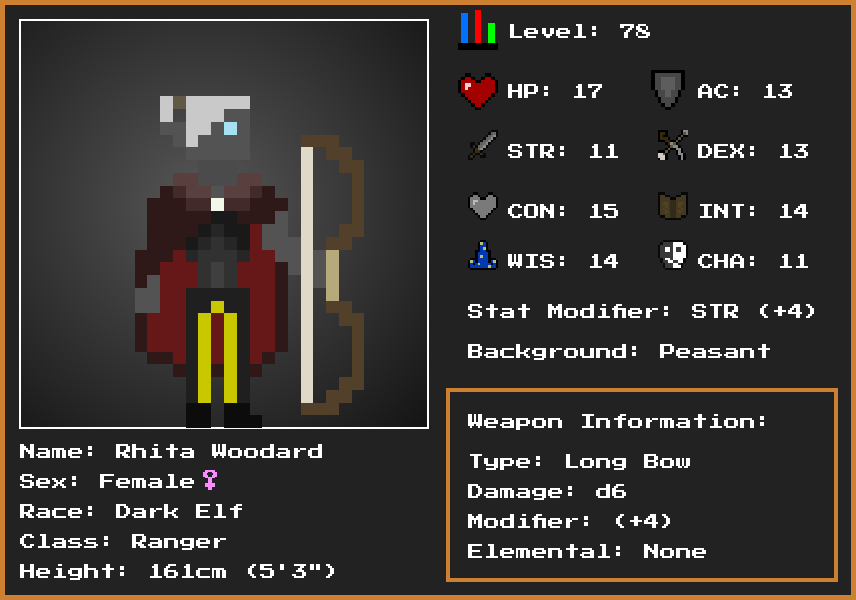 Level: 78
HP: 17
AC: 13
STR: 11
DEX: 13
CON: 15
INT: 14
WIS: 14
CHA: 11
Stat Modifier: STR (+4)
Background: Peasant
Weapon Information:
Type: Long Bow
Damage: d6
Modifier: (+4)
Elemental: None
Name: Rhita Woodard
Sex: Female♀
Race: Dark Elf
Class: Ranger
Height: 161cm (5'3")